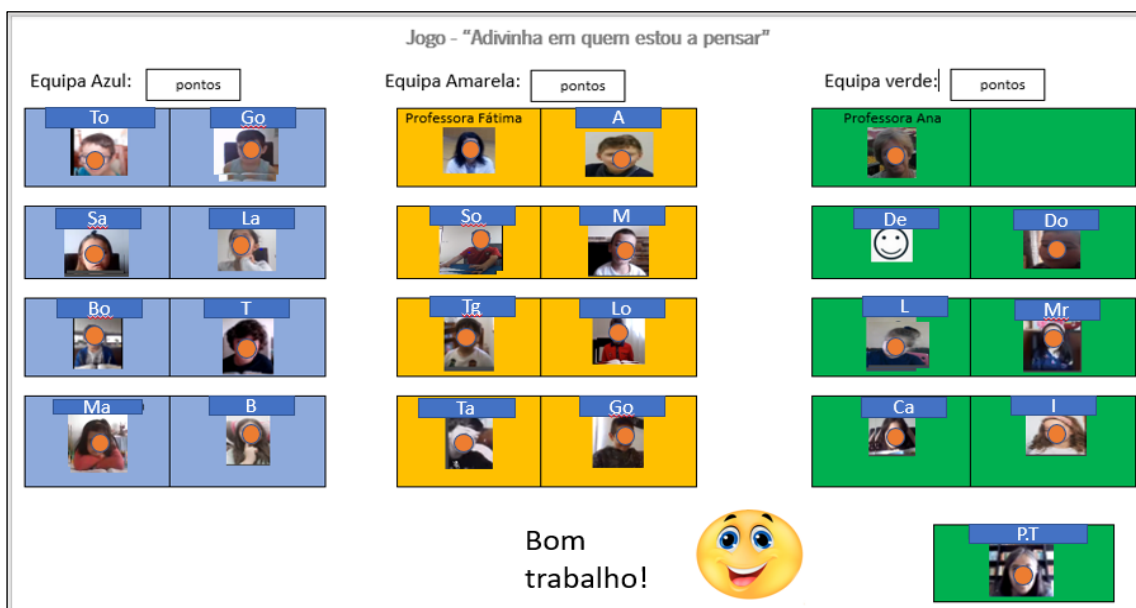 Jogo - “Adivinha em quem estou a pensar”
Equipa Azul: pontos
Equipa Amarela: pontos
Equipa verde: pontos
To Go
Professora Fátima A
Professora Ana
Sa La
So M
De Do
Bo T
Tg Lo
L Mr
Ma B
Ta Go
Ca I
Bom
trabalho!
P.T